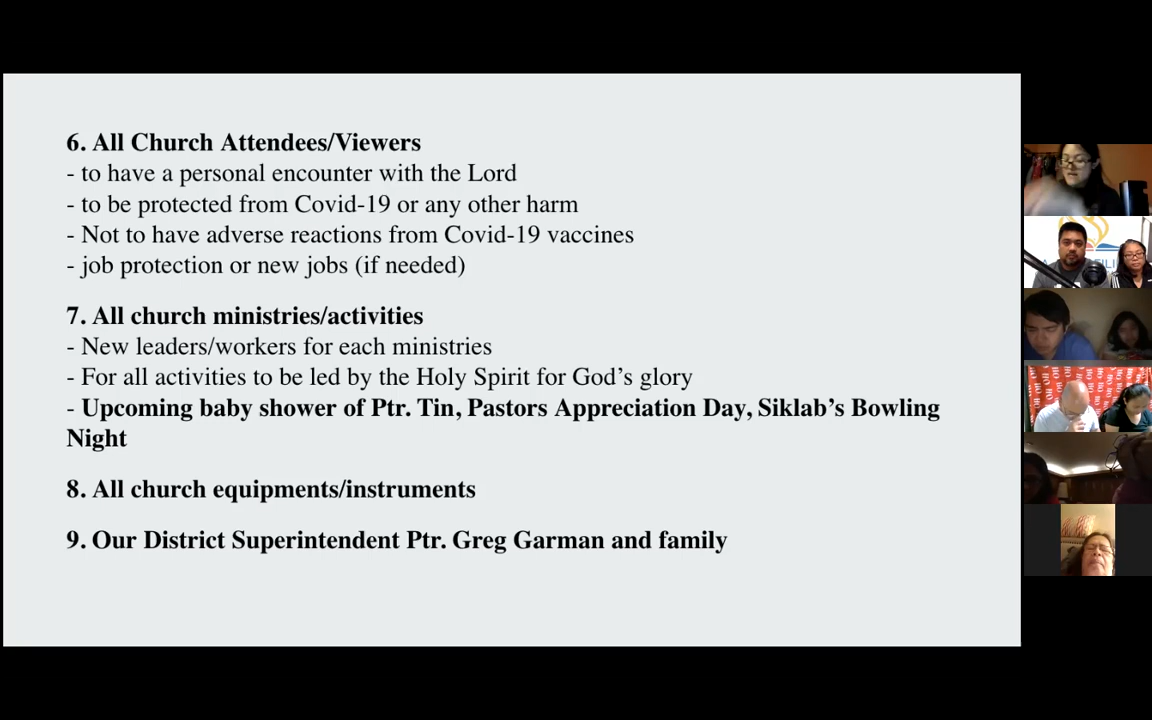 6. All Church Attendees/Viewers
- to have a personal encounter with the Lord
- to be protected from Covid-19 or any other harm
- Not to have adverse reactions from Covid-19 vaccines
- job protection or new jobs (if needed)
7. All church ministries/activities
- New leaders/workers for each ministries
- For all activities to be led by the Holy Spirit for God’s glory
- Upcoming baby shower of Ptr. Tin, Pastors Appreciation Day, Siklab’s Bowling
Night
8. All church equipments/instruments
9. Our District Superintendent Ptr. Greg Garman and family